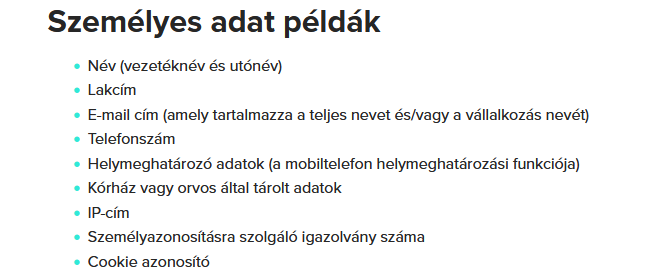 Személyes adat példák
Név (vezetéknév és utónév)
Lakcím
E-mail cím (amely tartalmazza a teljes nevet és/vagy a vállalkozás nevét)
Telefonszám
Helymeghatározó adatok (a mobiltelefon helymeghatározási funkciója)
Kórház vagy orvos által tárolt adatok
IP-cím
Személyazonosításra szolgáló igazolvány száma
Cookie azonosító